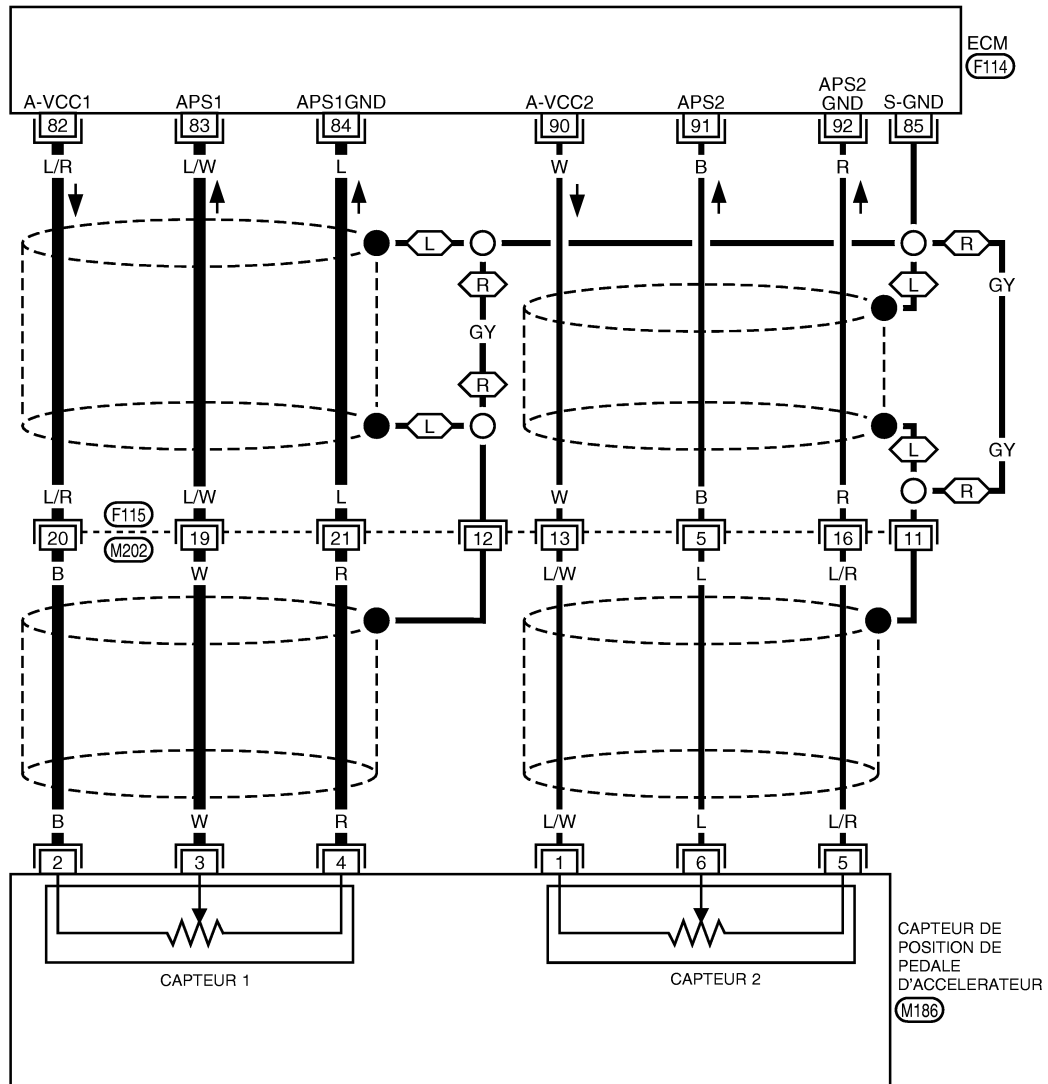 ECM
F114
A-VCC1 APS1 APS1GND A-VCC2 APS2 APS2 GND S-GND
82 83 84 90 91 92 85
L/R L/W L W B R
L R
R L GY
GY
R
L L GY
R
L/R L/W L W B R
F115
20 19 21 12 13 5 16 11
M202
B W R L/W L L/R
B W R L/W L L/R
2 3 4 1 6 5
CAPTEUR 1 CAPTEUR 2
CAPTEUR DE
POSITION DE
PEDALE
D'ACCELERATEUR
M186